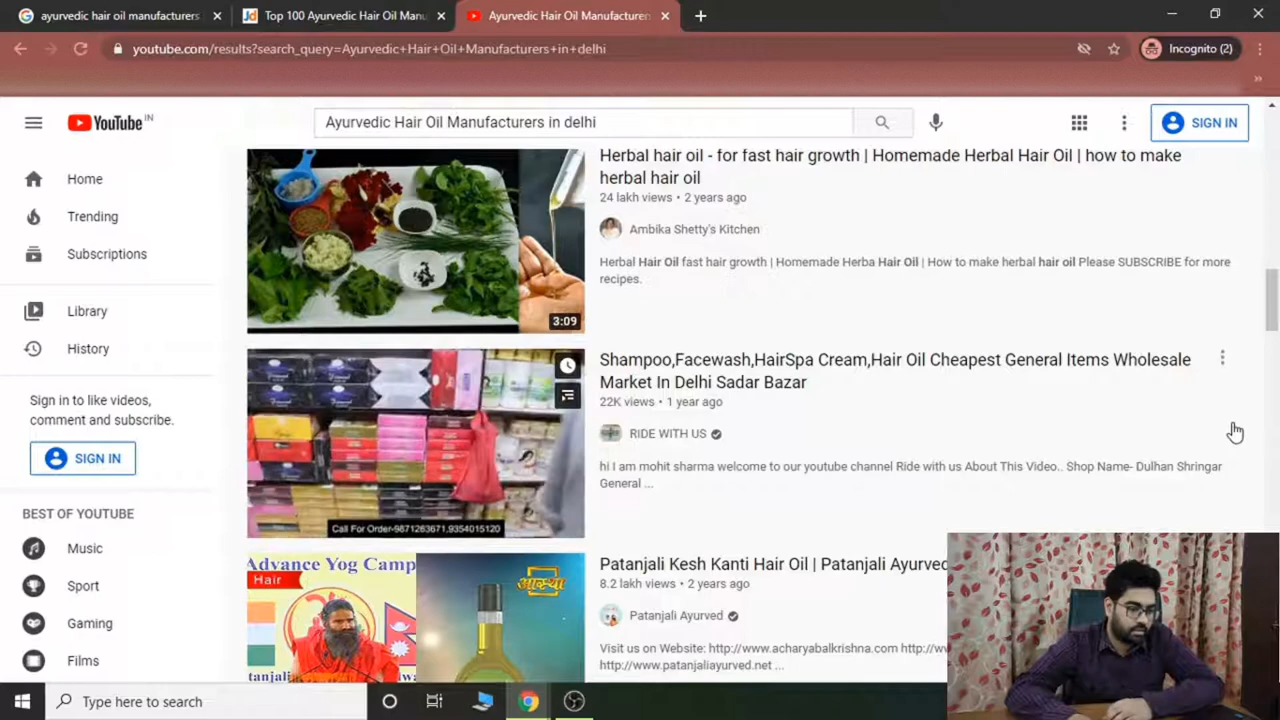 ayurvedic hair oil manufacturers
Top 100 Ayurvedic Hair Oil Manu
Ayurvedic Hair Oil Manufacturers
youtube.com/results?search_query=Ayurvedic+Hair+Oil+Manufacturers+in+delhi
Incognito (2)
YouTube IN
Ayurvedic Hair Oil Manufacturers in delhi
SIGN IN
Home
Trending
Subscriptions
Library
History
Sign in to like videos,
comment and subscribe.
SIGN IN
BEST OF YOUTUBE
Music
Sport
Gaming
Films
3:09
Herbal hair oil - for fast hair growth | Homemade Herbal Hair Oil | how to make
herbal hair oil
24 lakh views • 2 years ago
Ambika Shetty's Kitchen
Herbal Hair Oil fast hair growth | Homemade Herba Hair Oil | How to make herbal hair oil Please SUBSCRIBE for more
recipes.
Call For Order-9871283671,9354015120
Shampoo,Facewash,HairSpa Cream,Hair Oil Cheapest General Items Wholesale
Market In Delhi Sadar Bazar
22K views • 1 year ago
RIDE WITH US
hi I am mohit sharma welcome to our youtube channel Ride with us About This Video.. Shop Name- Dulhan Shringar
General ...
Advance Yog Camp
Hair
आस्था
Patanjali Kesh Kanti Hair Oil | Patanjali Ayurved
8.2 lakh views • 2 years ago
Patanjali Ayurved
Visit us on Website: http://www.acharyabalkrishna.com http://ww
http://www.patanjaliayurved.net ...
Type here to search